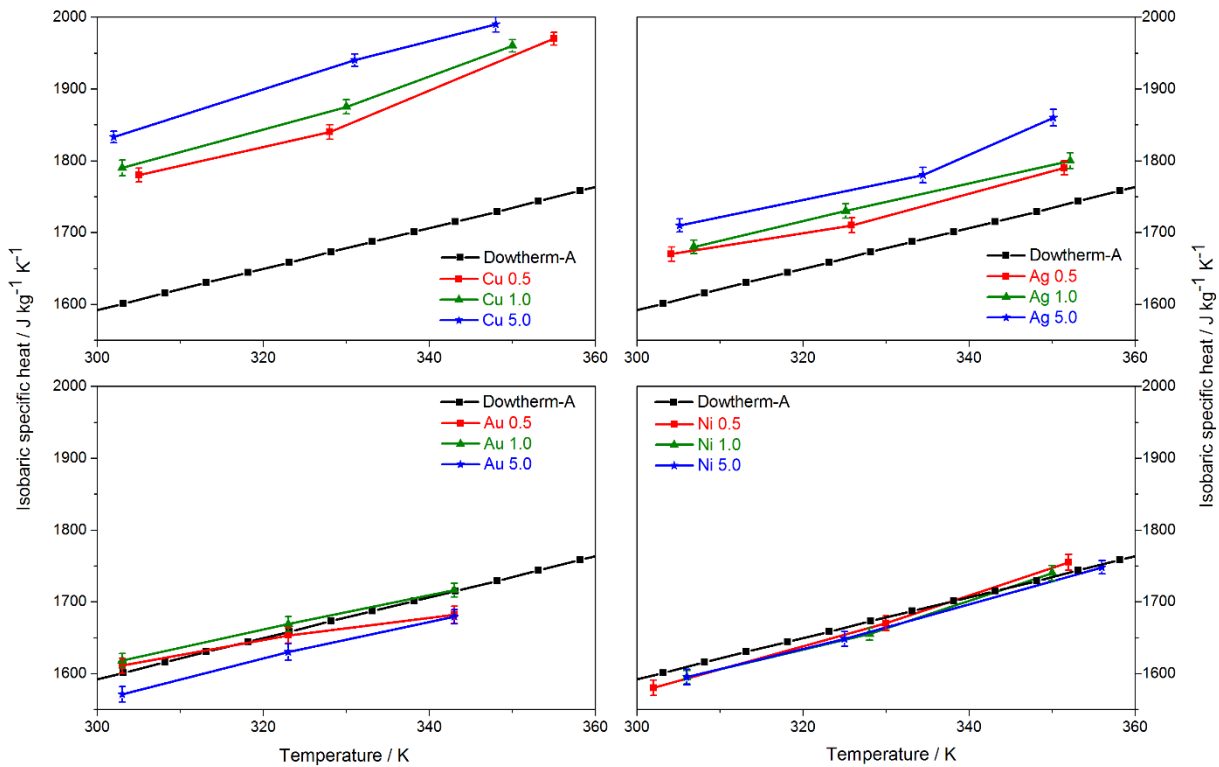 2000
1900
1800
1700
1600
300
320
340
360
Dowtherm-A
Cu 0.5
Cu 1.0
Cu 5.0
2000
1900
1800
1700
1600
300
320
340
360
Dowtherm-A
Ag 0.5
Ag 1.0
Ag 5.0
Isobaric specific heat / J kg⁻¹ K⁻¹
Isobaric specific heat / J kg⁻¹ K⁻¹
2000
1900
1800
1700
1600
300
320
340
360
Dowtherm-A
Au 0.5
Au 1.0
Au 5.0
Temperature / K
2000
1900
1800
1700
1600
300
320
340
360
Dowtherm-A
Ni 0.5
Ni 1.0
Ni 5.0
Temperature / K